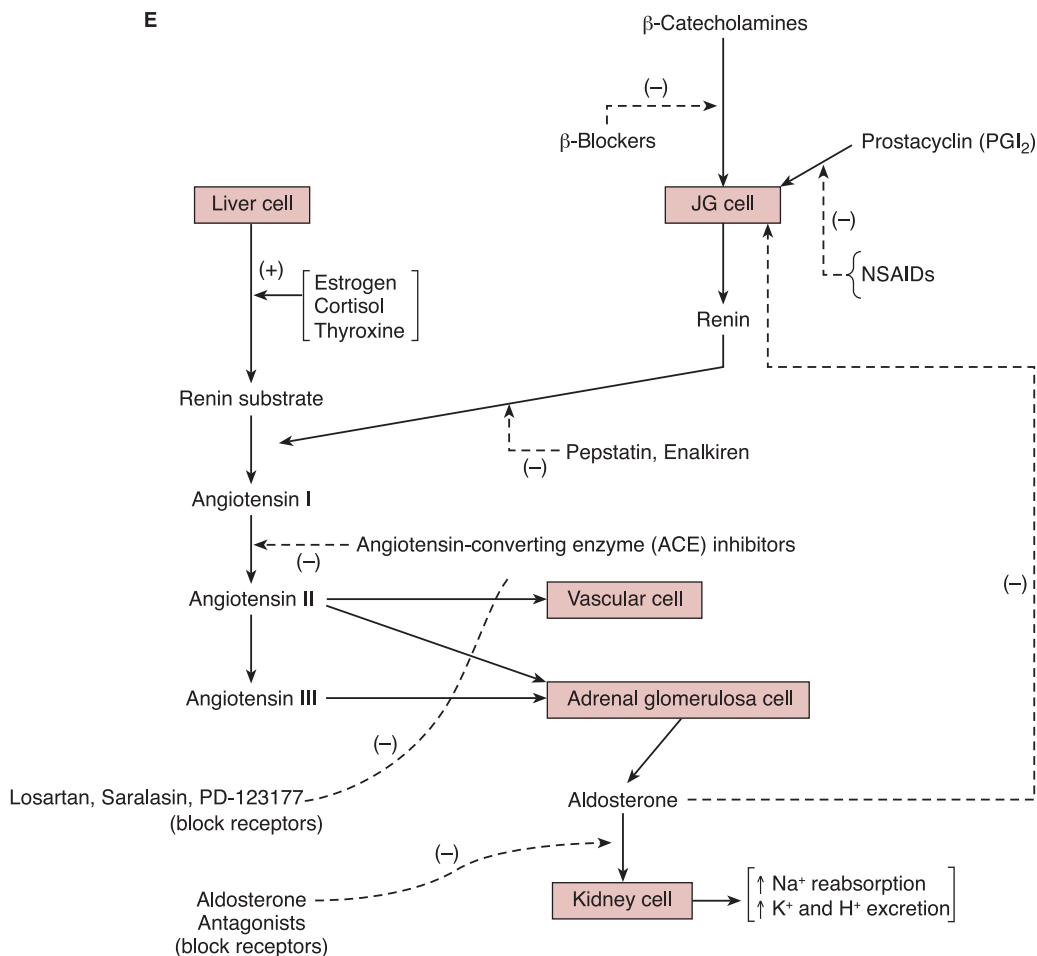 E
β-Catecholamines
(–)
β-Blockers
Prostacyclin (PGI₂)
Liver cell
JG cell
(–)
(+)
NSAIDs
Estrogen
Cortisol
Thyroxine
Renin
Renin substrate
Pepstatin, Enalkiren
(–)
Angiotensin I
Angiotensin-converting enzyme (ACE) inhibitors
(–)
(–)
Angiotensin II
Vascular cell
Angiotensin III
Adrenal glomerulosa cell
(–)
Losartan, Saralasin, PD-123177
(block receptors)
Aldosterone
(–)
Aldosterone
Antagonists
(block receptors)
Kidney cell
↑ Na⁺ reabsorption
↑ K⁺ and H⁺ excretion